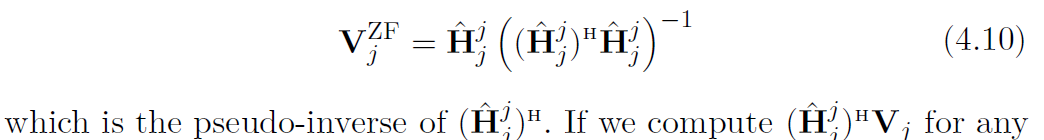 V_j^{ZF} = Ĥ_j^j ((Ĥ_j^j)^H Ĥ_j^j)^{-1} (4.10)
which is the pseudo-inverse of (Ĥ_j^j)^H. If we compute (Ĥ_j^j)^H V_j for any